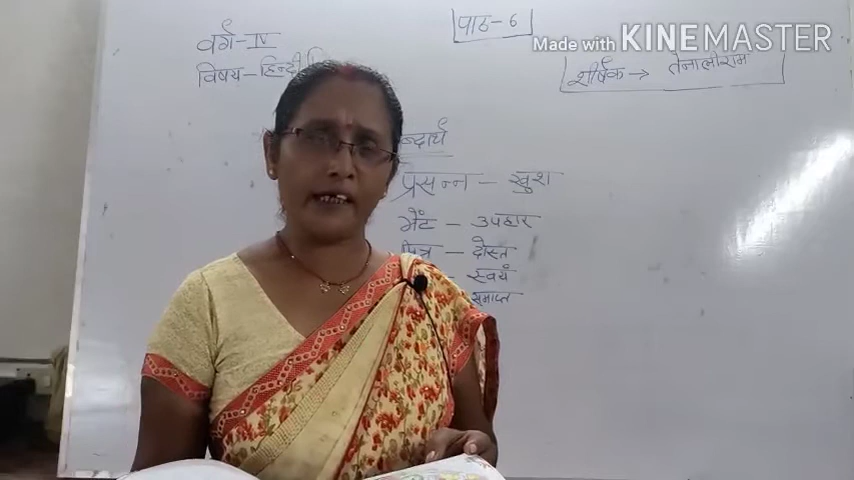 वर्ग-IV
पाठ-6
Made with KINEMASTER
विषय-हिन्दी
शीर्षक → तेनालीराम
ब्दार्थ
प्रसन्न - खुश
भेंट - उपहार
मित्र - दोस्त
- स्वयं
समाप्त